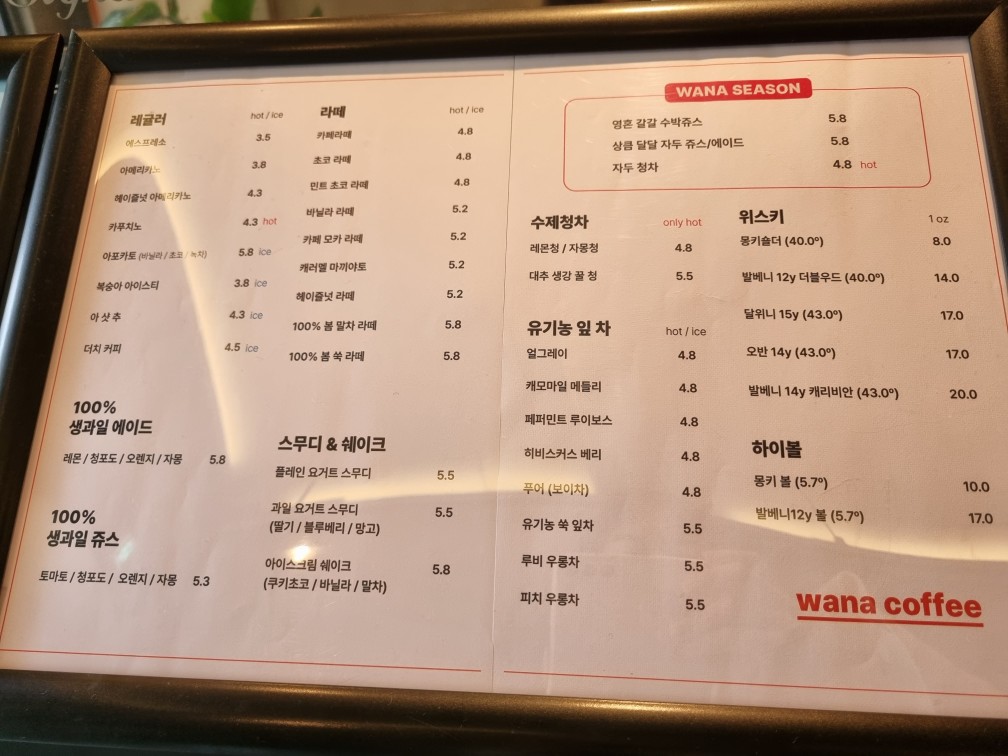 레귤러 hot / ice
에스프레소 3.5
아메리카노 3.8
헤이즐넛 아메리카노 4.3
카푸치노 4.3 hot
아포카토 (바닐라 / 초코 / 녹차) 5.8 ice
복숭아 아이스티 3.8 ice
아 샷 추 4.3 ice
더치 커피 4.5 ice
100%
생과일 에이드
레몬 / 청포도 / 오렌지 / 자몽 5.8
100%
생과일 쥬스
토마토 / 청포도 / 오렌지 / 자몽 5.3
라떼 hot / ice
카페라떼 4.8
초코 라떼 4.8
민트 초코 라떼 4.8
바닐라 라떼 5.2
카페 모카 라떼 5.2
캐러멜 마끼야토 5.2
헤이즐넛 라떼 5.2
100% 봄 말차 라떼 5.8
100% 봄 쑥 라떼 5.8
스무디 & 쉐이크
플레인 요거트 스무디 5.5
과일 요거트 스무디 5.5
(딸기 / 블루베리 / 망고)
아이스크림 쉐이크 5.8
(쿠키초코 / 바닐라 / 말차)
WANA SEASON
영혼 갈갈 수박쥬스 5.8
상큼 달달 자두 쥬스/에이드 5.8
자두 청차 4.8 hot
수제청차 only hot
레몬청 / 자몽청 4.8
대추 생강 꿀 청 5.5
유기농 잎 차 hot / ice
얼그레이 4.8
캐모마일 메들리 4.8
페퍼민트 루이보스 4.8
히비스커스 베리 4.8
푸어 (보이차) 4.8
유기농 쑥 잎차 5.5
루비 우롱차 5.5
피치 우롱차 5.5
위스키 1 oz
몽키숄더 (40.0º) 8.0
발베니 12y 더블우드 (40.0º) 14.0
달위니 15y (43.0º) 17.0
오반 14y (43.0º) 17.0
발베니 14y 캐리비안 (43.0º) 20.0
하이볼
몽키 볼 (5.7º) 10.0
발베니12y 볼 (5.7º) 17.0
wana coffee